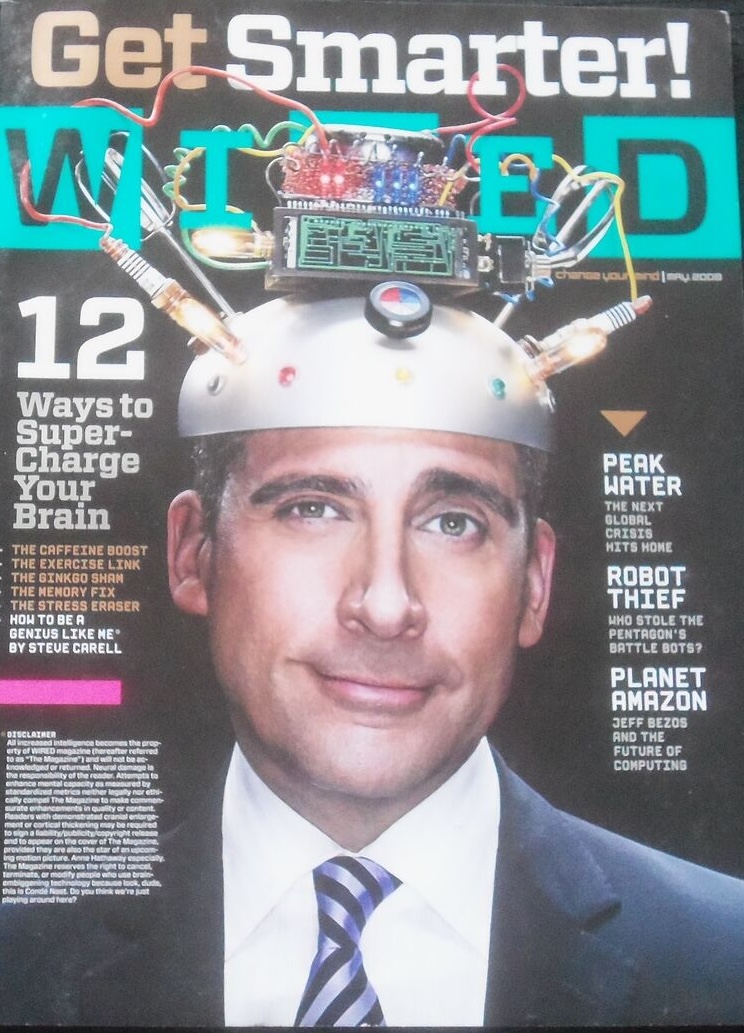 Get Smarter!
WIRED
change your mind | MAY. 2008
12
Ways to
Super-
Charge
Your
Brain
THE CAFFEINE BOOST
THE EXERCISE LINK
THE GINKGO SHAM
THE MEMORY FIX
THE STRESS ERASER
HOW TO BE A
GENIUS LIKE ME*
BY STEVE CARELL
*DISCLAIMER
All increased intelligence becomes the prop-
erty of WIRED magazine (hereafter referred
to as "The Magazine") and will not be ac-
knowledged or returned. Neural damage is
the responsibility of the reader. Attempts to
enhance mental capacity as measured by
standardized metrics neither legally nor ethi-
cally compel The Magazine to make commen-
surate enhancements in quality or content.
Readers with demonstrated cranial enlarge-
ment or cortical thickening may be required
to sign a liability/publicity/copyright release
and to appear on the cover of The Magazine,
provided they are also the star of an upcom-
ing motion picture. Anne Hathaway especially.
The Magazine reserves the right to cancel,
terminate, or modify people who use brain-
embiggening technology because look, dude,
this is Condé Nast. Do you think we're just
playing around here?
PEAK
WATER
THE NEXT
GLOBAL
CRISIS
HITS HOME
ROBOT
THIEF
WHO STOLE THE
PENTAGON'S
BATTLE BOTS?
PLANET
AMAZON
JEFF BEZOS
AND THE
FUTURE OF
COMPUTING